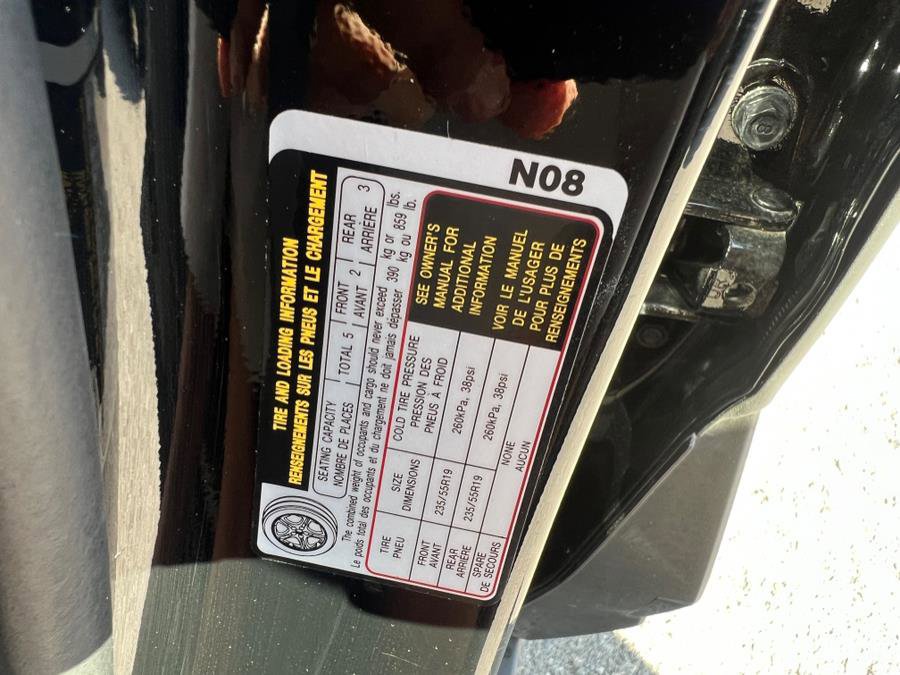 N08
TIRE AND LOADING INFORMATION
RENSEIGNEMENTS SUR LES PNEUS ET LE CHARGEMENT
SEATING CAPACITY
NOMBRE DE PLACES
TOTAL 5
FRONT
AVANT 2
REAR
ARRIÈRE 3
The combined weight of occupants and cargo should never exceed 390 kg or 859 lbs.
Le poids total des occupants et du chargement ne doit jamais dépasser 390 kg ou 859 lb.
TIRE
PNEU
SIZE
DIMENSIONS
COLD TIRE PRESSURE
PRESSION DES
PNEUS À FROID
FRONT
AVANT
235/55R19
260kPa, 38psi
REAR
ARRIÈRE
235/55R19
260kPa, 38psi
SPARE
DE SECOURS
NONE
AUCUN
SEE OWNER'S
MANUAL FOR
ADDITIONAL
INFORMATION
VOIR LE MANUEL
DE L'USAGER
POUR PLUS DE
RENSEIGNEMENTS